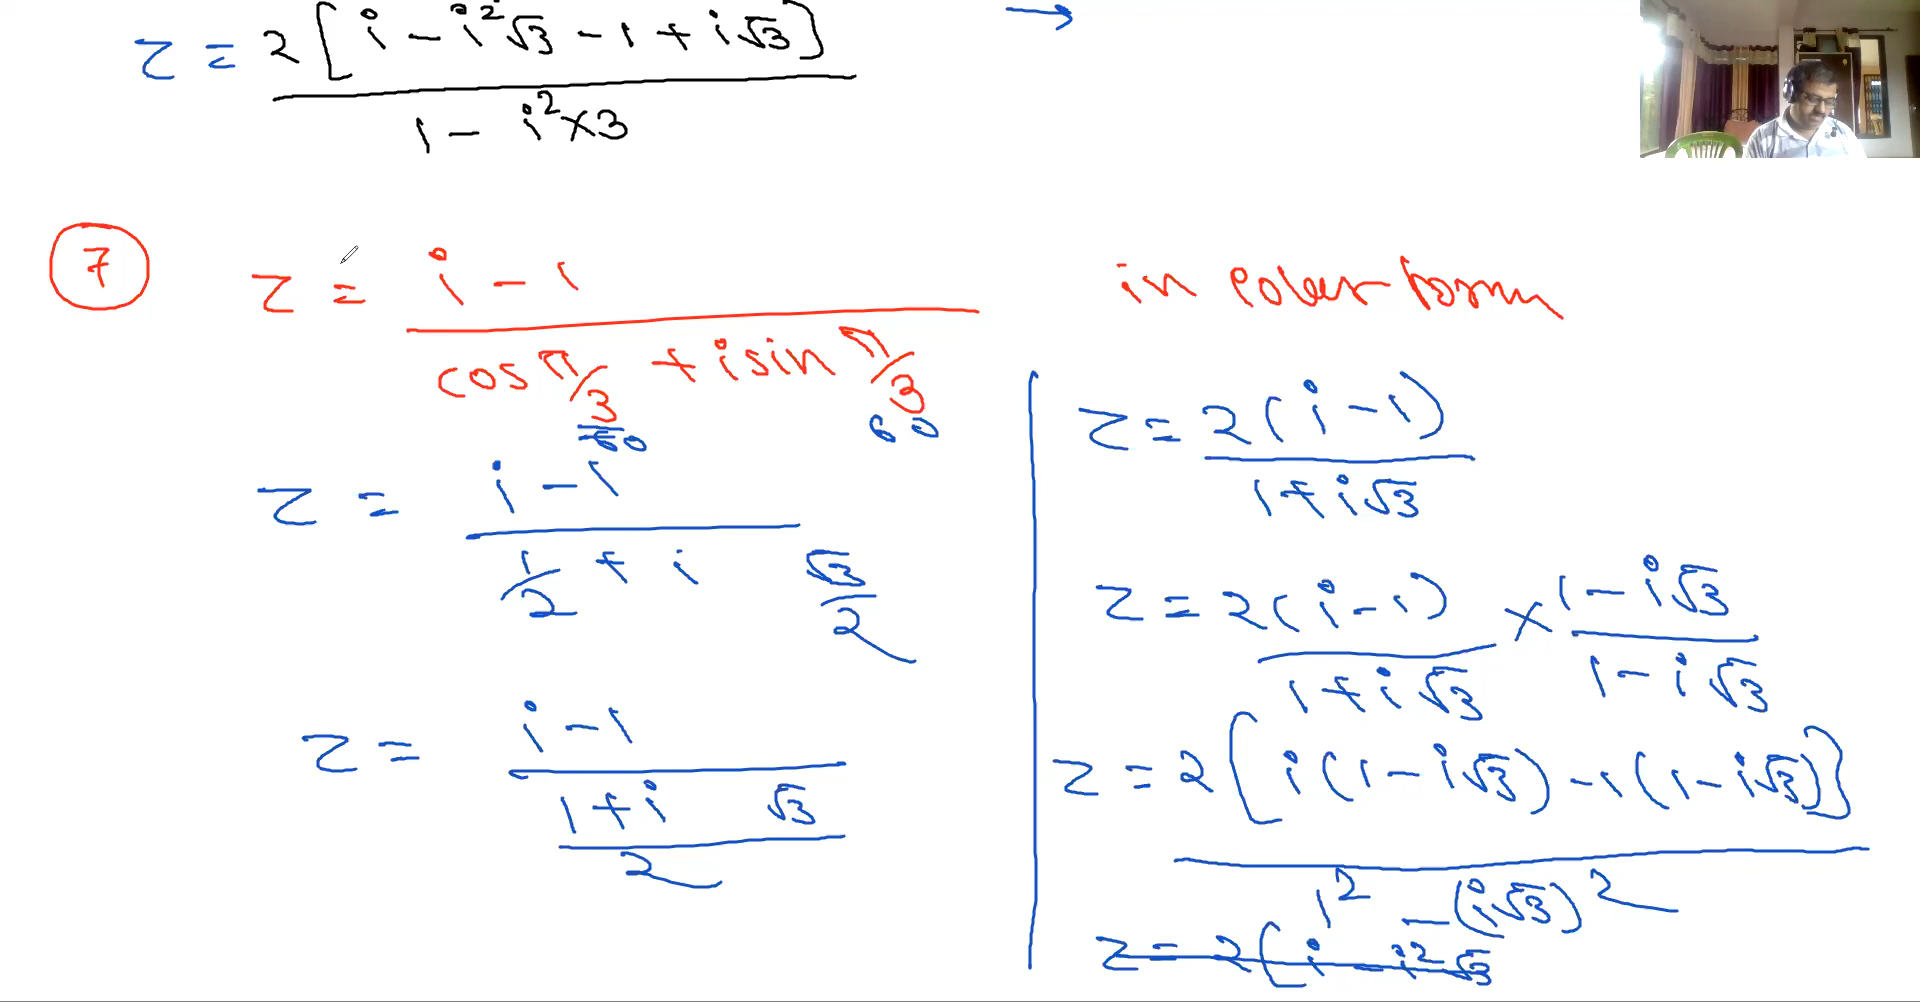 z = 2[i - i²√3 - 1 + i√3] / 1 - i²×3 →
7 z = i - 1 / cos π/3 + i sin π/3 in Polar form
60 60
z = i - 1 / 1/2 + i √3/2
z = i - 1 / 1 + i √3 / 2
z = 2(i - 1) / 1 + i√3
z = 2(i - 1) / 1 + i√3 × 1 - i√3 / 1 - i√3
z = 2[i(1 - i√3) - 1(1 - i√3)] / 1² - (i√3)²
z = 2(i - i²√3